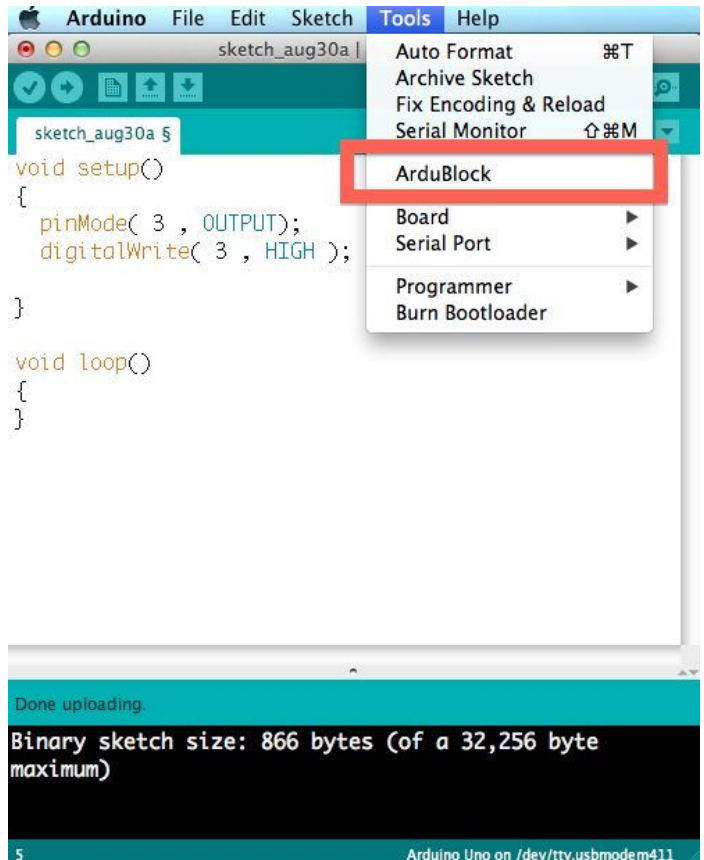 Arduino File Edit Sketch Tools Help
sketch_aug30a |
Auto Format ⌘T
Archive Sketch
Fix Encoding & Reload
Serial Monitor ⇧⌘M
ArduBlock
Board ▶
Serial Port ▶
Programmer ▶
Burn Bootloader
sketch_aug30a §
void setup()
{
pinMode( 3 , OUTPUT);
digitalWrite( 3 , HIGH );
}
void loop()
{
}
Done uploading.
Binary sketch size: 866 bytes (of a 32,256 byte
maximum)
5 Arduino Uno on /dev/tty.usbmodem411